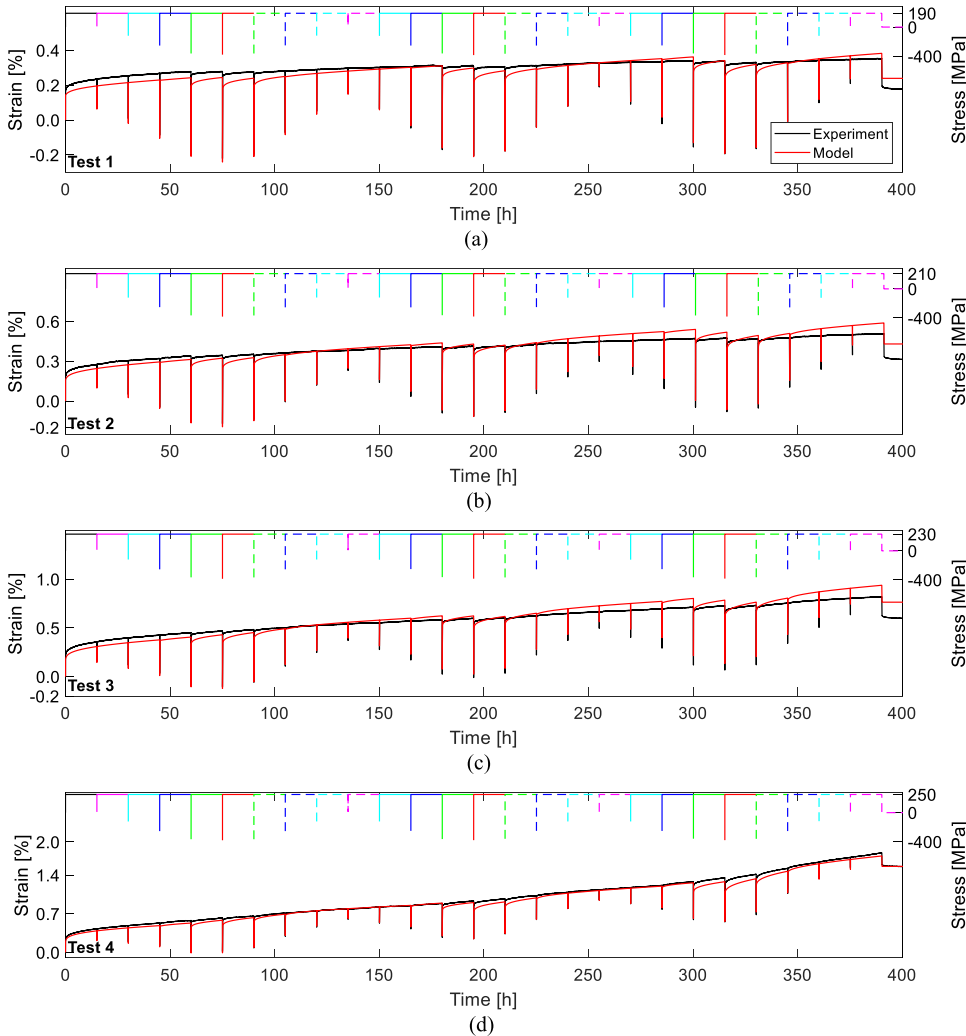 0.4
0.2
0.0
-0.2
Strain [%]
190
0
-400
Stress [MPa]
Experiment
Model
Test 1
0 50 100 150 200 250 300 350 400
Time [h]
(a)
0.6
0.3
0.0
-0.2
Strain [%]
210
0
-400
Stress [MPa]
Test 2
0 50 100 150 200 250 300 350 400
Time [h]
(b)
1.0
0.5
0.0
-0.2
Strain [%]
230
0
-400
Stress [MPa]
Test 3
0 50 100 150 200 250 300 350 400
Time [h]
(c)
2.0
1.4
0.7
0.0
Strain [%]
250
0
-400
Stress [MPa]
Test 4
0 50 100 150 200 250 300 350 400
Time [h]
(d)